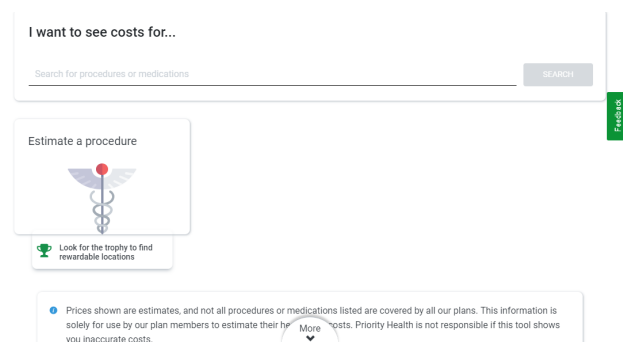 I want to see costs for...
Search for procedures or medications
SEARCH
Feedback
Estimate a procedure
Look for the trophy to find
rewardable locations
Prices shown are estimates, and not all procedures or medications listed are covered by all our plans. This information is
solely for use by our plan members to estimate their costs. Priority Health is not responsible if this tool shows
you inaccurate costs.
More